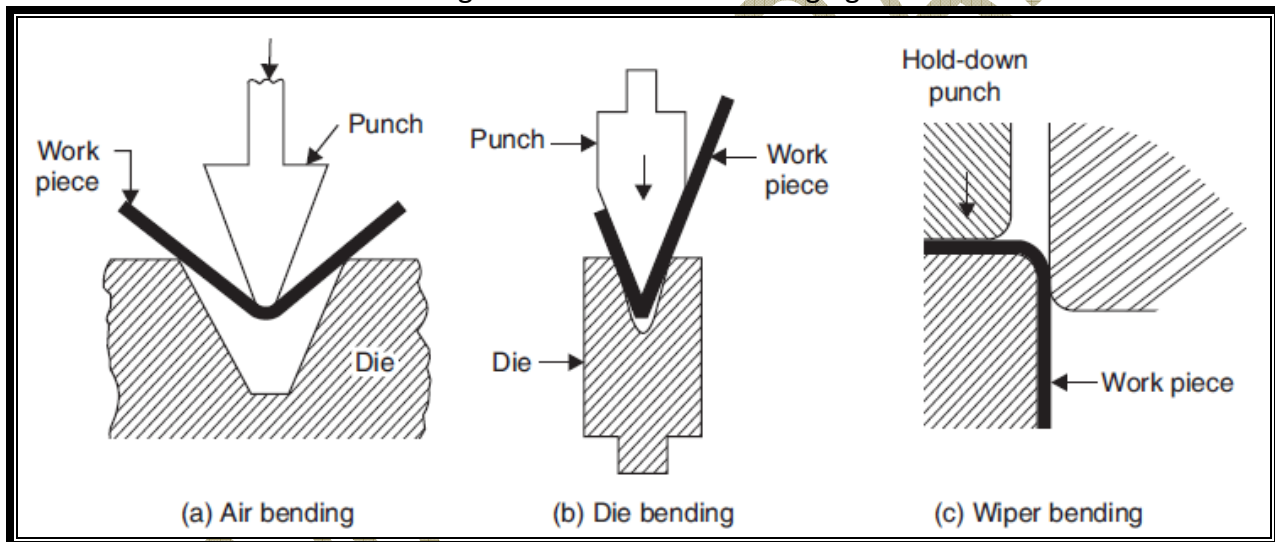 Punch
Work
piece
Die
(a) Air bending
Punch
Work
piece
Die
(b) Die bending
Hold-down
punch
Work piece
(c) Wiper bending